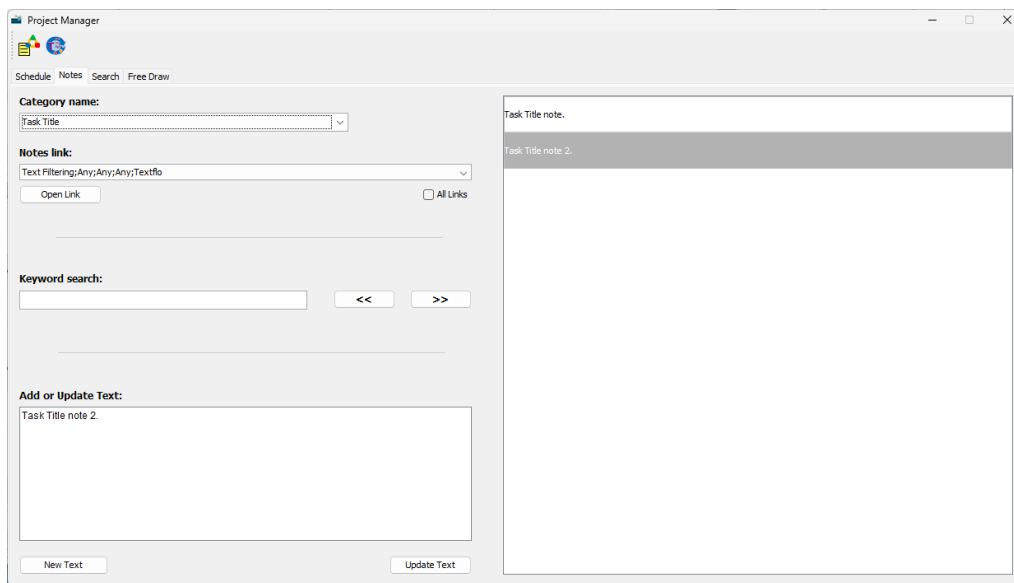 Project Manager
Schedule Notes Search Free Draw
Category name:
Task Title
Notes link:
Text Filtering;Any;Any;Any;Textflo
Open Link
All Links
Keyword search:
<< >>
Add or Update Text:
Task Title note 2.
New Text
Update Text
Task Title note.
Task Title note 2.